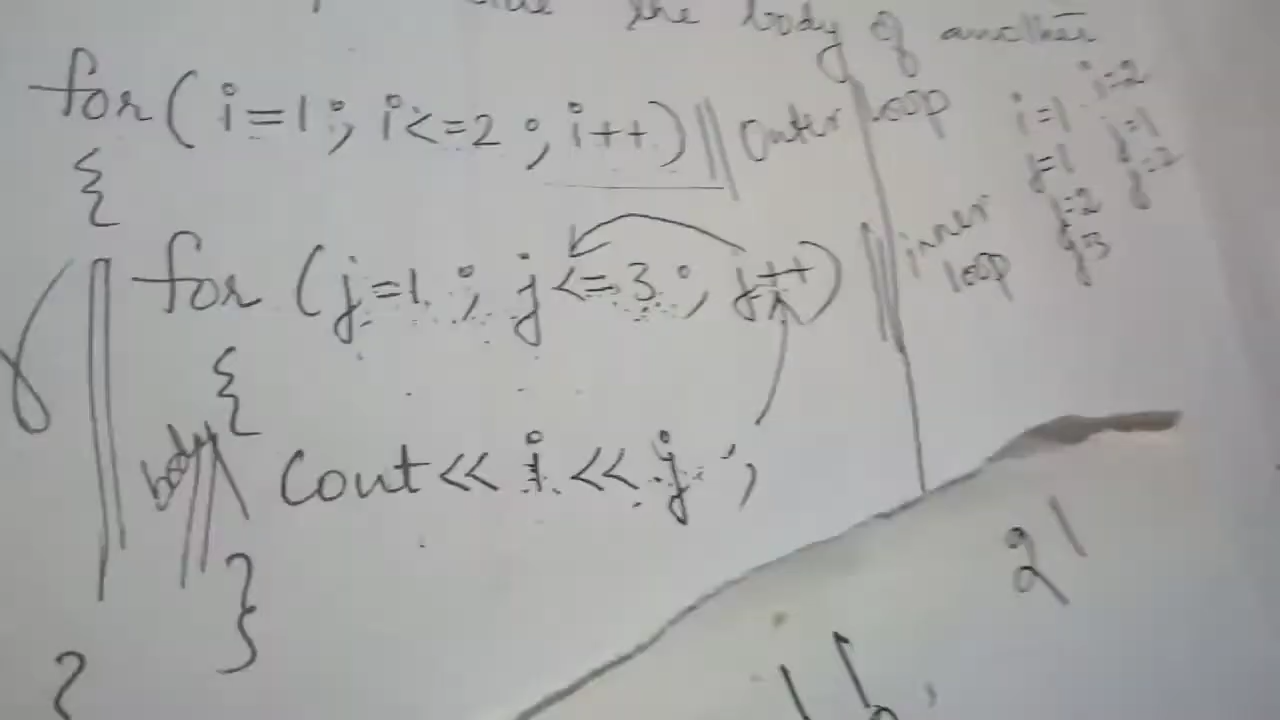 the body of another
for ( i=1 ; i<=2 ; i++) || Outer loop
{
for (j=1 ; j<=3 ; j++) || inner loop
{
body
cout<< i << j ;
}
}
i=1 i=2
j=1 j=1
j=2 j=2
j=3
21